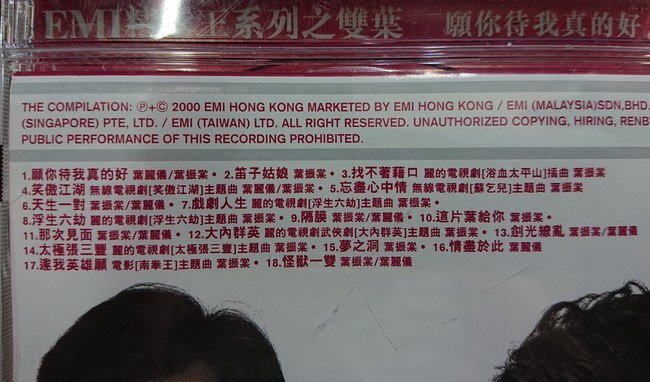 EMI精 王系列之雙葉 願你待我真的好
THE COMPILATION: ℗+© 2000 EMI HONG KONG MARKETED BY EMI HONG KONG / EMI (MALAYSIA)SDN,BHD.
(SINGAPORE) PTE, LTD. / EMI (TAIWAN) LTD. ALL RIGHT RESERVED. UNAUTHORIZED COPYING, HIRING, RENB
PUBLIC PERFORMANCE OF THIS RECORDING PROHIBITED.
1.願你待我真的好 葉麗儀/葉振棠• 2.笛子姑娘 葉振棠• 3.找不著藉口 麗的電視劇[浴血太平山]插曲 葉振棠
4.笑傲江湖 無線電視劇[笑傲江湖]主題曲 葉麗儀/葉振棠• 5.忘盡心中情 無線電視劇[蘇乞兒]主題曲 葉振棠
6.天生一對 葉振棠/葉麗儀• 7.戲劇人生 麗的電視劇[浮生六劫]主題曲 葉振棠•
8.浮生六劫 麗的電視劇[浮生六劫]主題曲 葉振棠• 9.隔膜 葉振棠/葉麗儀• 10.這片葉給你 葉振棠•
11.那次見面 葉振棠/葉麗儀• 12.大內群英 麗的電視武俠劇[大內群英]主題曲 葉振棠• 13.劍光繚亂 葉振棠/葉麗儀
14.太極張三豐 麗的電視劇[太極張三豐]主題曲 葉振棠• 15.夢之洞 葉振棠• 16.情盡於此 葉麗儀
17.遂我英雄願 電影[南拳王]主題曲 葉振棠• 18.怪獸一雙 葉振棠/葉麗儀